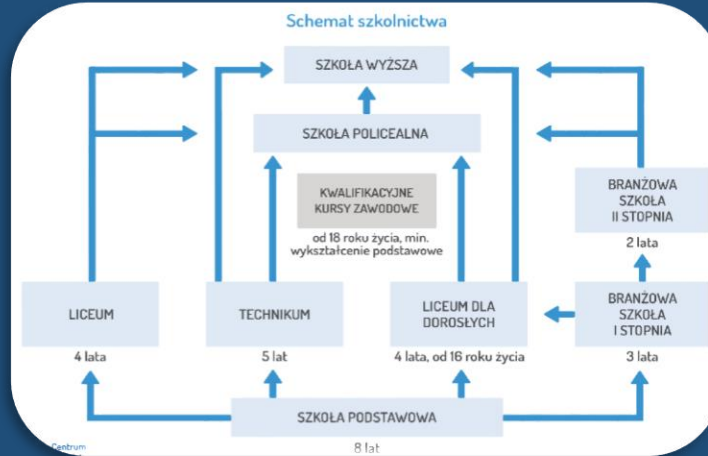 Schemat szkolnictwa
SZKOŁA WYŻSZA
SZKOŁA POLICEALNA
KWALIFIKACYJNE
KURSY ZAWODOWE
od 18 roku życia, min.
wykształcenie podstawowe
BRANŻOWA
SZKOŁA
II STOPNIA
2 lata
LICEUM
4 lata
TECHNIKUM
5 lat
LICEUM DLA
DOROSŁYCH
4 lata, od 16 roku życia
BRANŻOWA
SZKOŁA
I STOPNIA
3 lata
SZKOŁA PODSTAWOWA
8 lat
Centrum